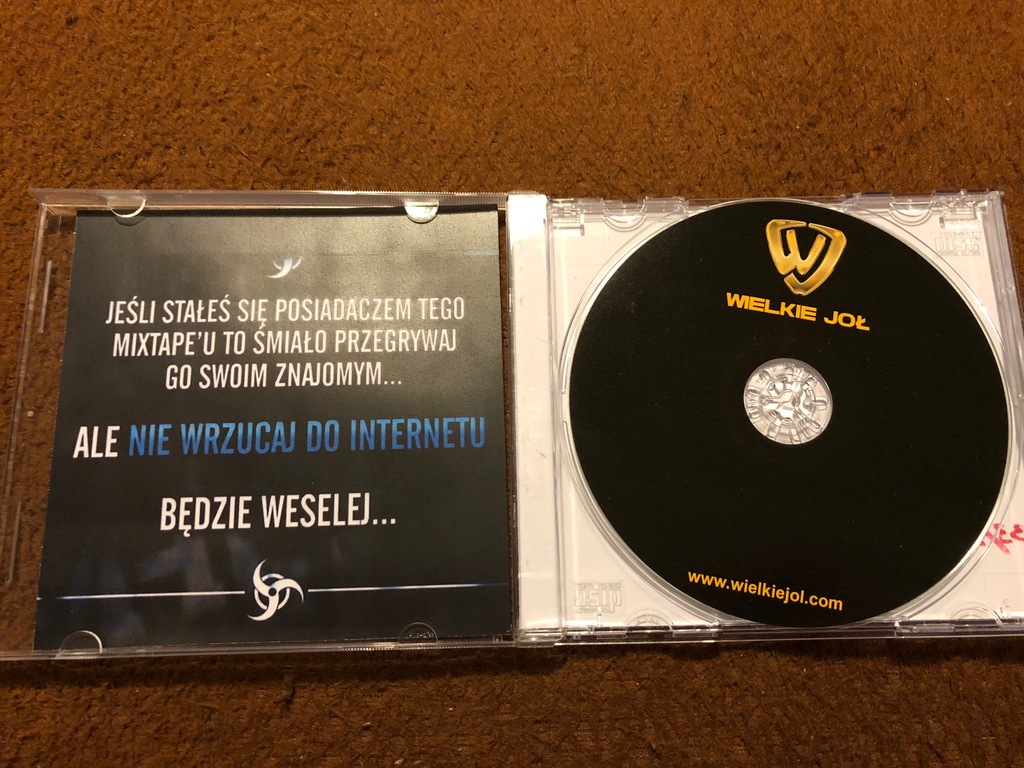 JEŚLI STAŁEŚ SIĘ POSIADACZEM TEGO
MIXTAPE'U TO ŚMIAŁO PRZEGRYWAJ
GO SWOIM ZNAJOMYM...
ALE NIE WRZUCAJ DO INTERNETU
BĘDZIE WESELEJ...
WIELKIE JOŁ
www.wielkiejol.com